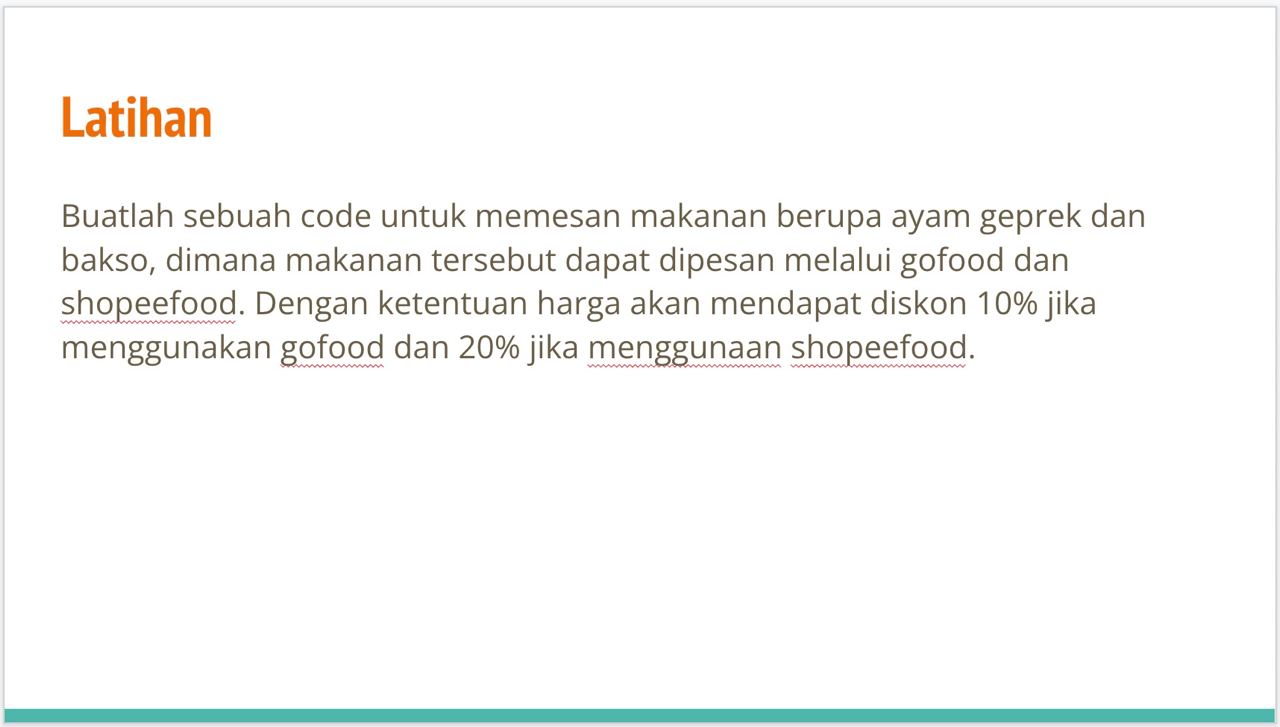 Latihan
Buatlah sebuah code untuk memesan makanan berupa ayam geprek dan
bakso, dimana makanan tersebut dapat dipesan melalui gofood dan
shopeefood. Dengan ketentuan harga akan mendapat diskon 10% jika
menggunakan gofood dan 20% jika menggunaan shopeefood.